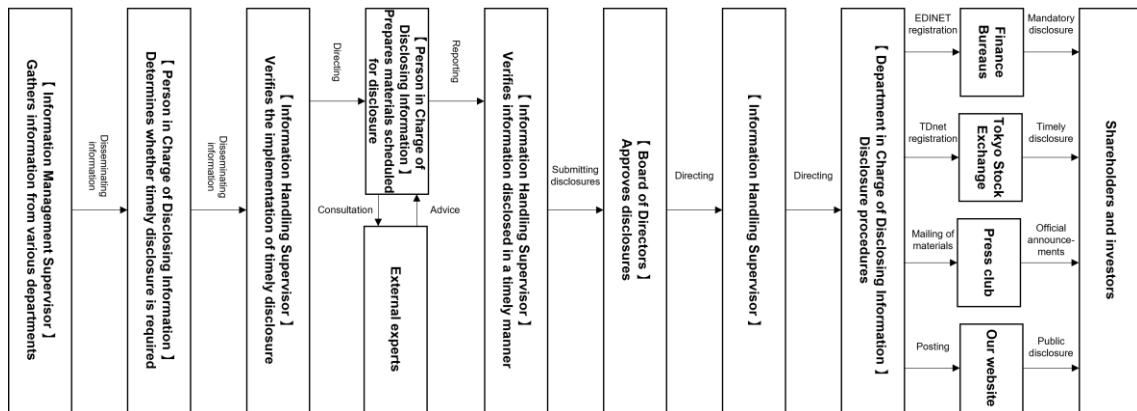 【 Information Management Supervisor 】
Gathers information from various departments
Disseminating
information
【 Person in Charge of Disclosing Information 】
Determines whether timely disclosure is required
Disseminating
information
【 Information Handling Supervisor 】
Verifies the implementation of timely disclosure
Directing
【 Person in Charge of
Disclosing Information 】
Prepares materials scheduled
for disclosure
Consultation
Advice
External experts
Reporting
【 Information Handling Supervisor 】
Verifies information disclosed in a timely manner
Submitting
disclosures
【 Board of Directors 】
Approves disclosures
Directing
【 Information Handling Supervisor 】
Directing
【 Department in Charge of Disclosing Information 】
Disclosure procedures
EDINET
registration
Finance
Bureaus
Mandatory
disclosure
TDnet
registration
Tokyo Stock
Exchange
Timely
disclosure
Mailing of
materials
Press club
Official
announce-
ments
Posting
Our website
Public
disclosure
Shareholders and investors